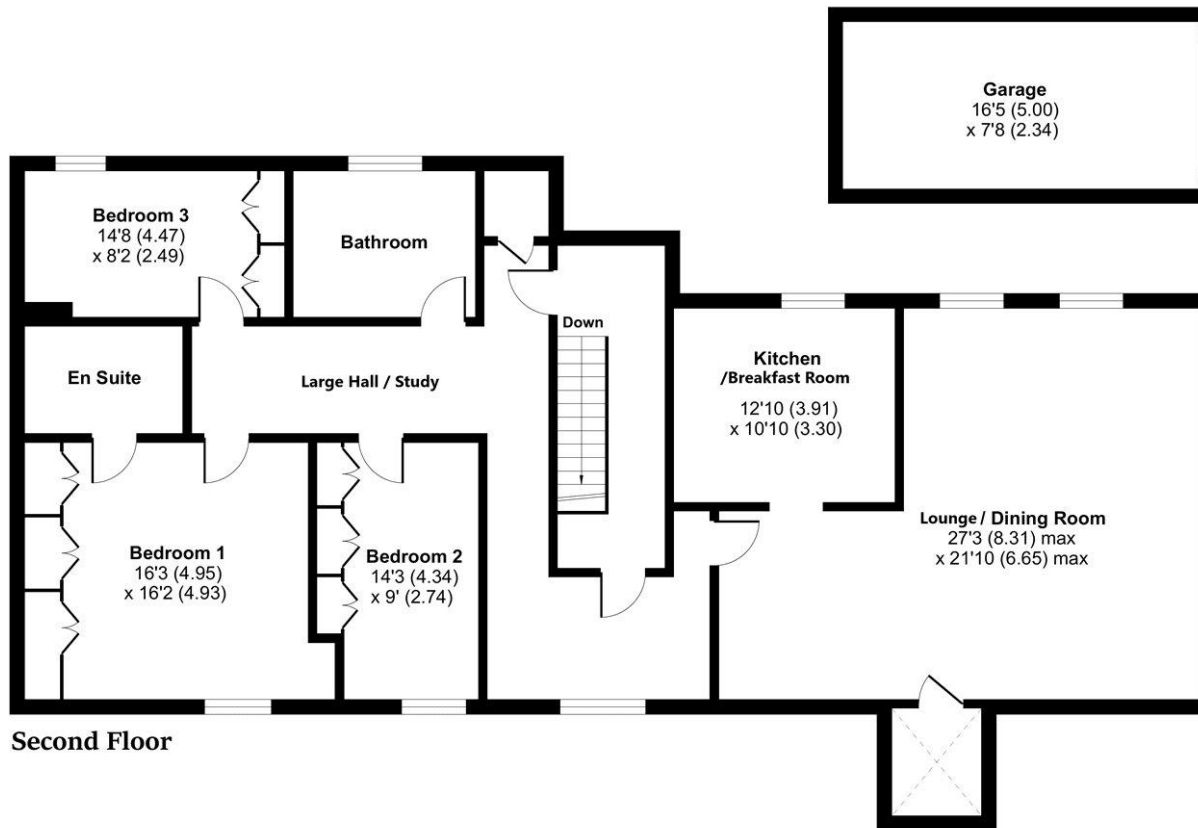 Garage
16'5 (5.00)
x 7'8 (2.34)
Bedroom 3
14'8 (4.47)
x 8'2 (2.49)
Bathroom
Down
Kitchen
/Breakfast Room
12'10 (3.91)
x 10'10 (3.30)
En Suite
Large Hall / Study
Lounge / Dining Room
27'3 (8.31) max
x 21'10 (6.65) max
Bedroom 1
16'3 (4.95)
x 16'2 (4.93)
Bedroom 2
14'3 (4.34)
x 9' (2.74)
Second Floor